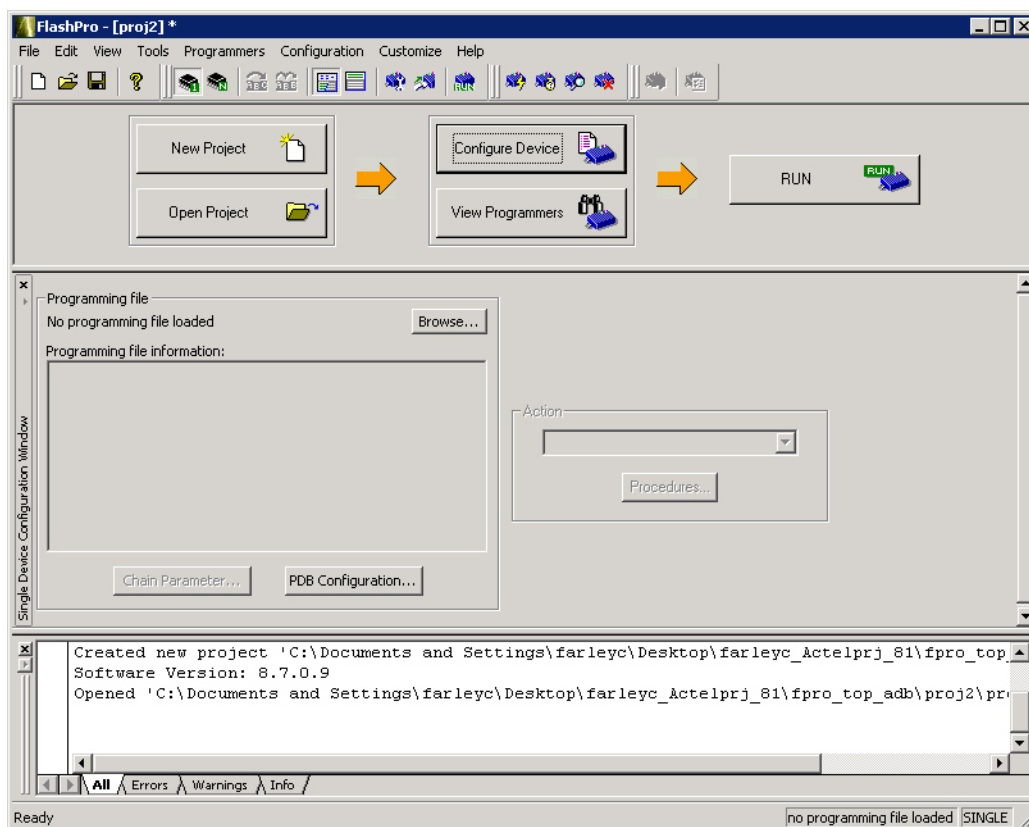 FlashPro - [proj2] *
File Edit View Tools Programmers Configuration Customize Help
New Project
Open Project
Configure Device
View Programmers
RUN
RUN
Single Device Configuration Window
Programming file
No programming file loaded
Browse...
Programming file information:
Chain Parameter...
PDB Configuration...
Action
Procedures...
Created new project 'C:\Documents and Settings\farleyc\Desktop\farleyc_Actelprj_81\fpro_top_
Software Version: 8.7.0.9
Opened 'C:\Documents and Settings\farleyc\Desktop\farleyc_Actelprj_81\fpro_top_adb\proj2\pr
All Errors Warnings Info
Ready
no programming file loaded SINGLE